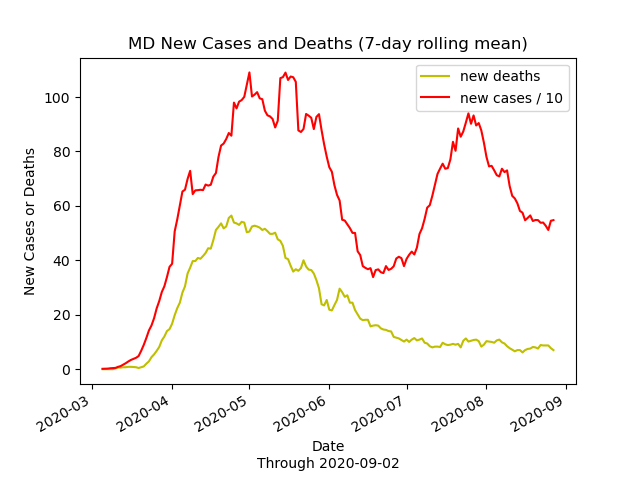 MD New Cases and Deaths (7-day rolling mean)
new deaths
new cases / 10
New Cases or Deaths
100
80
60
40
20
0
2020-03
2020-04
2020-05
2020-06
2020-07
2020-08
2020-09
Date
Through 2020-09-02